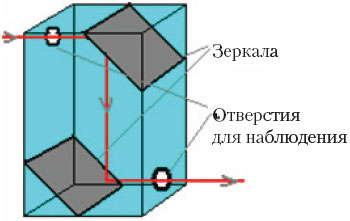 Зеркала
Отверстия
для наблюдения